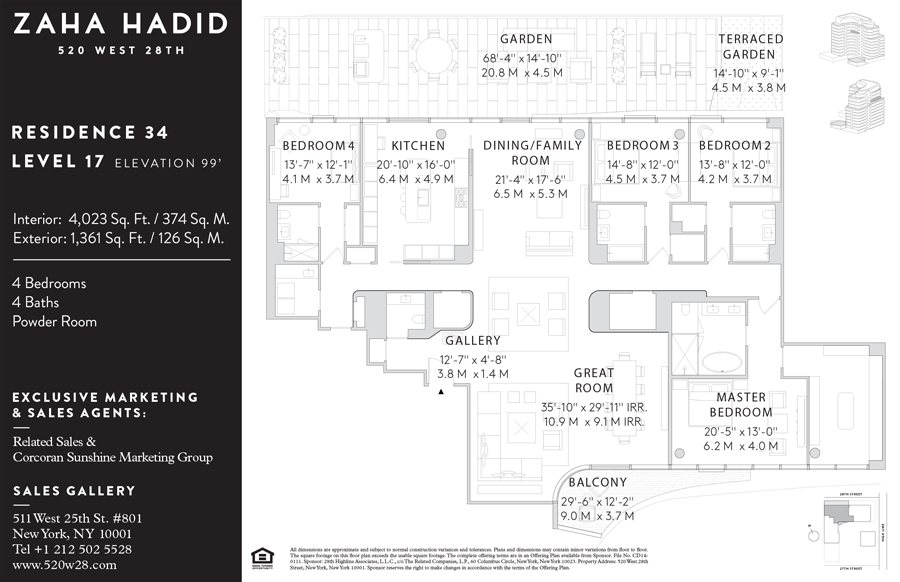 ZAHA HADID
520 WEST 28TH
RESIDENCE 34
LEVEL 17 ELEVATION 99'
Interior: 4,023 Sq. Ft. / 374 Sq. M.
Exterior: 1,361 Sq. Ft. / 126 Sq. M.
4 Bedrooms
4 Baths
Powder Room
EXCLUSIVE MARKETING
& SALES AGENTS:
Related Sales &
Corcoran Sunshine Marketing Group
SALES GALLERY
511 West 25th St. #801
New York, NY 10001
Tel +1 212 502 5528
www.520w28.com
GARDEN
68'-4" x 14'-10"
20.8 M x 4.5 M
TERRACED
GARDEN
14'-10" x 9'-1"
4.5 M x 3.8 M
BEDROOM 4
13'-7" x 12'-1"
4.1 M x 3.7 M
KITCHEN
20'-10" x 16'-0"
6.4 M x 4.9 M
DINING/FAMILY
ROOM
21'-4" x 17'-6"
6.5 M x 5.3 M
BEDROOM 3
14'-8" x 12'-0"
4.5 M x 3.7 M
BEDROOM 2
13'-8" x 12'-0"
4.2 M x 3.7 M
GALLERY
12'-7" x 4'-8"
3.8 M x 1.4 M
GREAT
ROOM
35'-10" x 29'-11" IRR.
10.9 M x 9.1 M IRR.
MASTER
BEDROOM
20'-5" x 13'-0"
6.2 M x 4.0 M
BALCONY
29'-6" x 12'-2"
9.0 M x 3.7 M
28TH STREET
HIGH LINE
27TH STREET
EQUAL HOUSING
OPPORTUNITY
All dimensions are approximate and subject to normal construction variances and tolerances. Plans and dimensions may contain minor variations from floor to floor.
The square footage on this floor plan exceeds the usable square footage. The complete offering terms are in an Offering Plan available from Sponsor. File No. CD14-
0111. Sponsor: 28th Highline Associates, L.L.C., c/o The Related Companies, L.P., 60 Columbus Circle, New York, New York 10023. Property Address: 520 West 28th
Street, New York, New York 10001. Sponsor reserves the right to make changes in accordance with the terms of the Offering Plan.